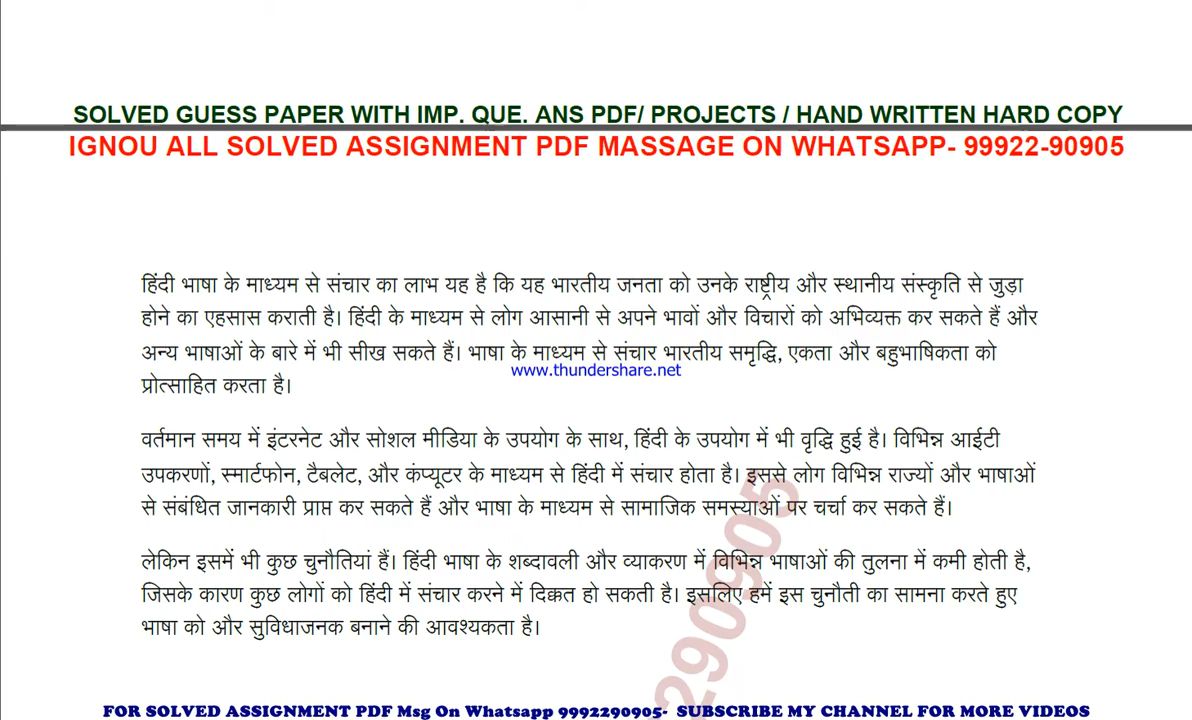 SOLVED GUESS PAPER WITH IMP. QUE. ANS PDF/ PROJECTS / HAND WRITTEN HARD COPY
IGNOU ALL SOLVED ASSIGNMENT PDF MASSAGE ON WHATSAPP- 99922-90905
हिंदी भाषा के माध्यम से संचार का लाभ यह है कि यह भारतीय जनता को उनके राष्ट्रीय और स्थानीय संस्कृति से जुड़ा
होने का एहसास कराती है। हिंदी के माध्यम से लोग आसानी से अपने भावों और विचारों को अभिव्यक्त कर सकते हैं और
अन्य भाषाओं के बारे में भी सीख सकते हैं। भाषा के माध्यम से संचार भारतीय समृद्धि, एकता और बहुभाषिकता को
www.thundershare.net
प्रोत्साहित करता है।
वर्तमान समय में इंटरनेट और सोशल मीडिया के उपयोग के साथ, हिंदी के उपयोग में भी वृद्धि हुई है। विभिन्न आईटी
उपकरणों, स्मार्टफोन, टैबलेट, और कंप्यूटर के माध्यम से हिंदी में संचार होता है। इससे लोग विभिन्न राज्यों और भाषाओं
से संबंधित जानकारी प्राप्त कर सकते हैं और भाषा के माध्यम से सामाजिक समस्याओं पर चर्चा कर सकते हैं।
लेकिन इसमें भी कुछ चुनौतियां हैं। हिंदी भाषा के शब्दावली और व्याकरण में विभिन्न भाषाओं की तुलना में कमी होती है,
जिसके कारण कुछ लोगों को हिंदी में संचार करने में दिक्कत हो सकती है। इसलिए हमें इस चुनौती का सामना करते हुए
भाषा को और सुविधाजनक बनाने की आवश्यकता है।
290905
FOR SOLVED ASSIGNMENT PDF Msg On Whatsapp 9992290905- SUBSCRIBE MY CHANNEL FOR MORE VIDEOS